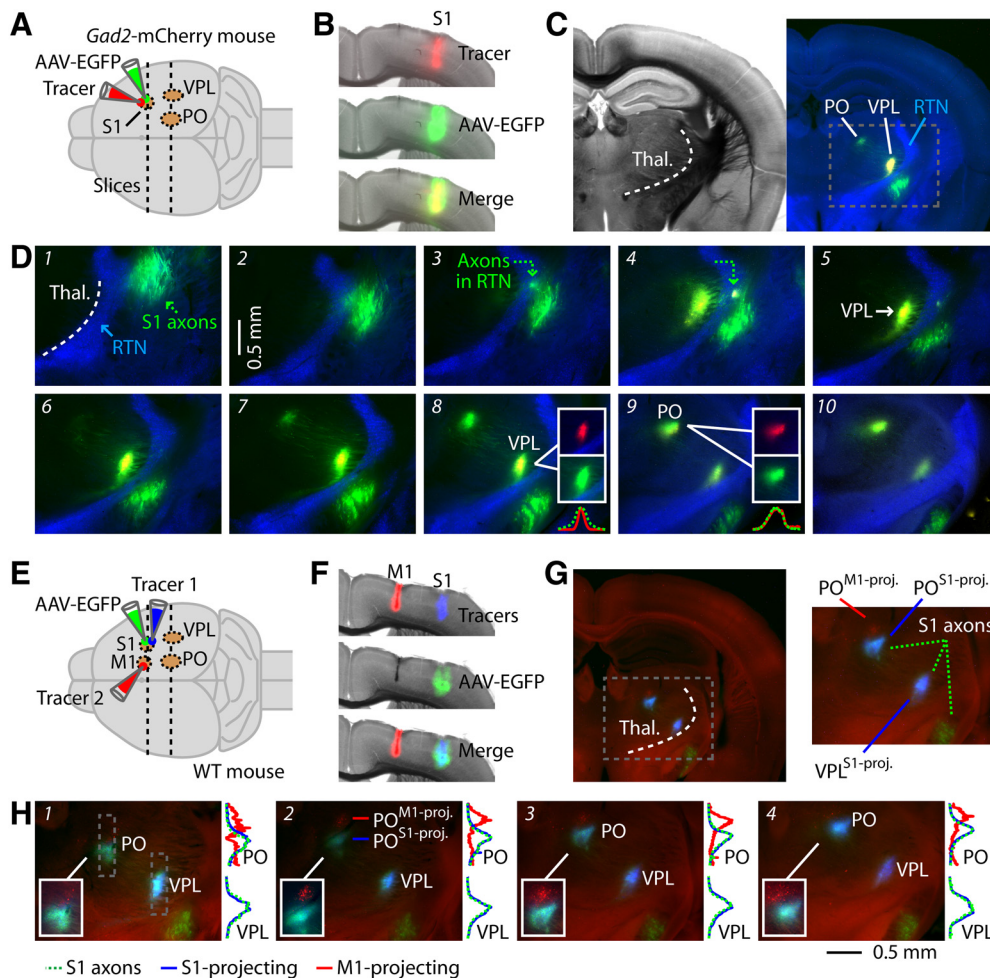 A
Gad2-mCherry mouse
AAV-EGFP
Tracer
S1
VPL
PO
Slices
B
S1
Tracer
AAV-EGFP
Merge
C
Thal.
PO
VPL
RTN
D
1
Thal.
S1 axons
RTN
2
0.5 mm
3
Axons
in RTN
4
5
VPL
6
7
8
VPL
9
PO
10
E
Tracer 1
AAV-EGFP
S1
M1
VPL
PO
Tracer 2
WT mouse
F
M1
S1
Tracers
AAV-EGFP
Merge
G
Thal.
PO^M1-proj.
PO^S1-proj.
S1 axons
VPL^S1-proj.
H
1
PO
VPL
PO
VPL
2
PO^M1-proj.
PO^S1-proj.
VPL
PO
VPL
3
PO
VPL
PO
VPL
4
PO
VPL
PO
VPL
0.5 mm
S1 axons
S1-projecting
M1-projecting